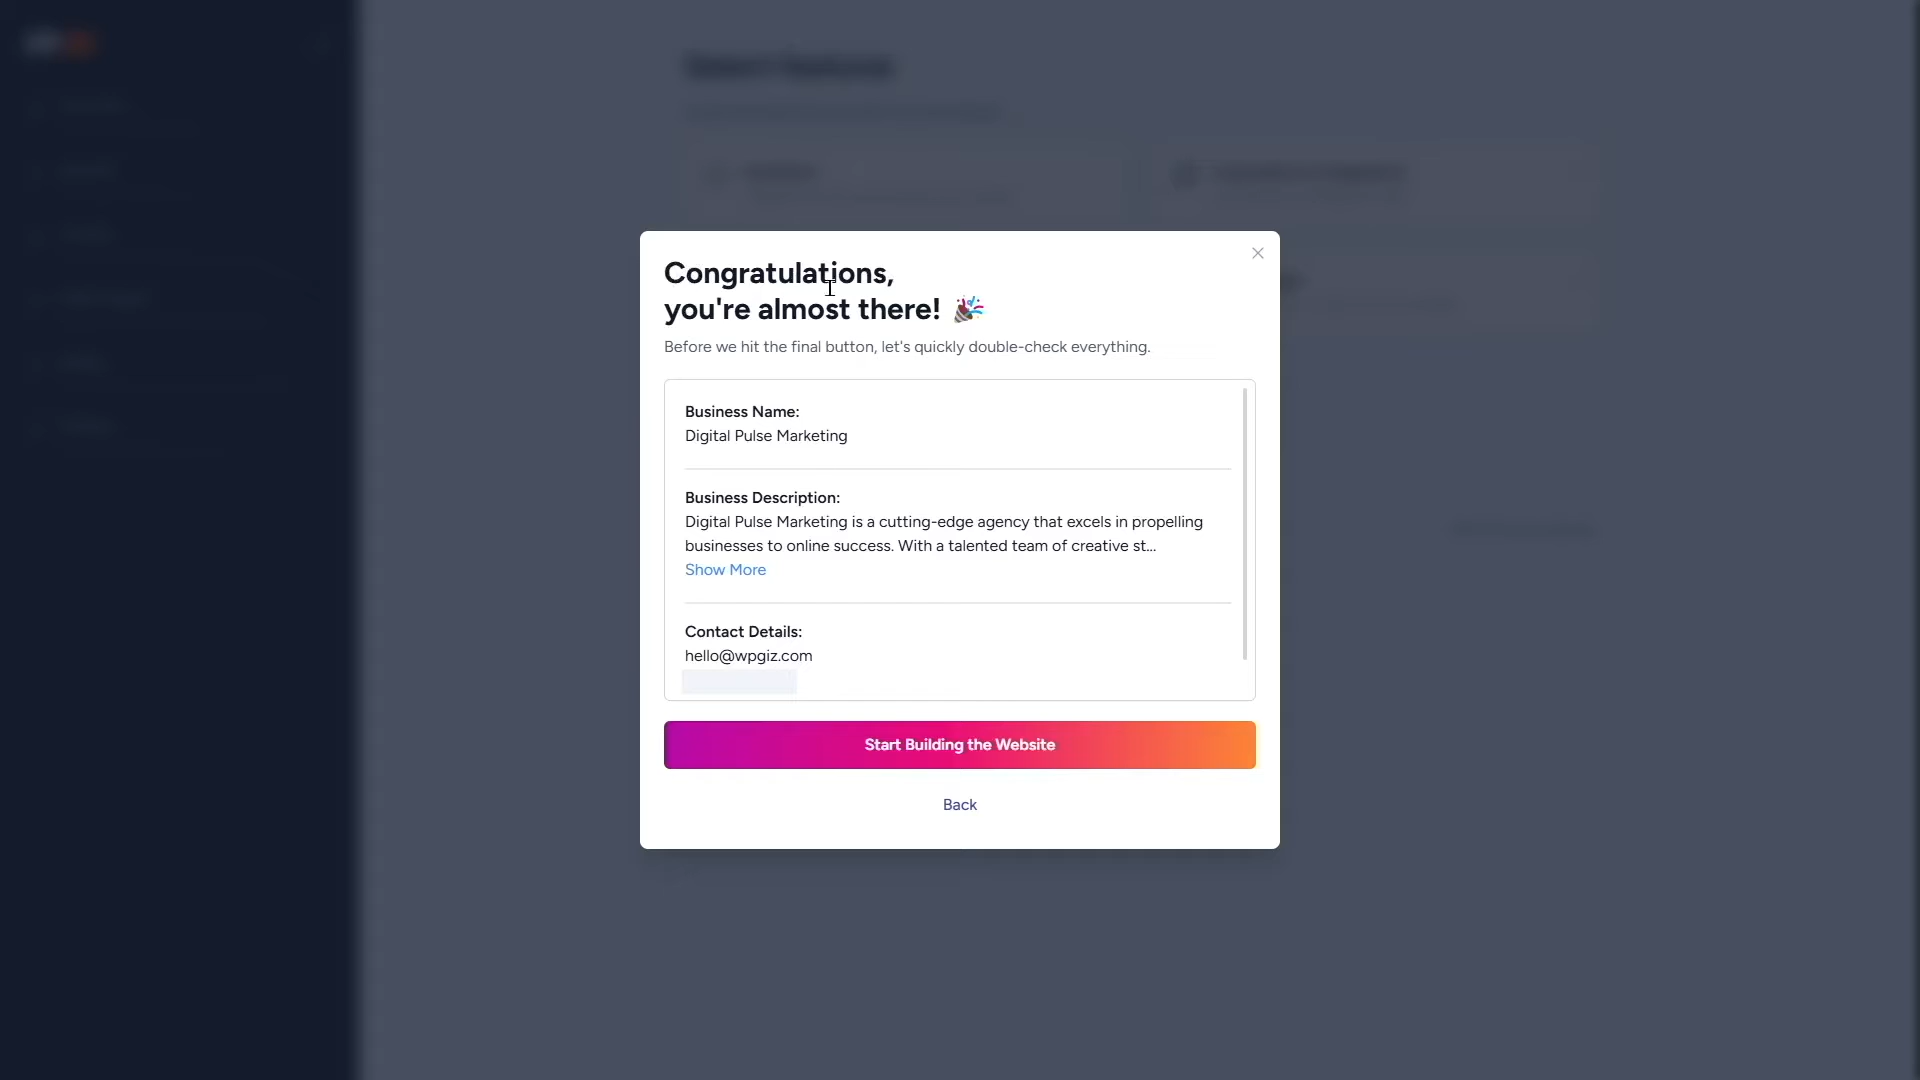 Congratulations,
you're almost there! 🎉
Before we hit the final button, let's quickly double-check everything.
Business Name:
Digital Pulse Marketing
Business Description:
Digital Pulse Marketing is a cutting-edge agency that excels in propelling
businesses to online success. With a talented team of creative st...
Show More
Contact Details:
hello@wpgiz.com
Start Building the Website
Back